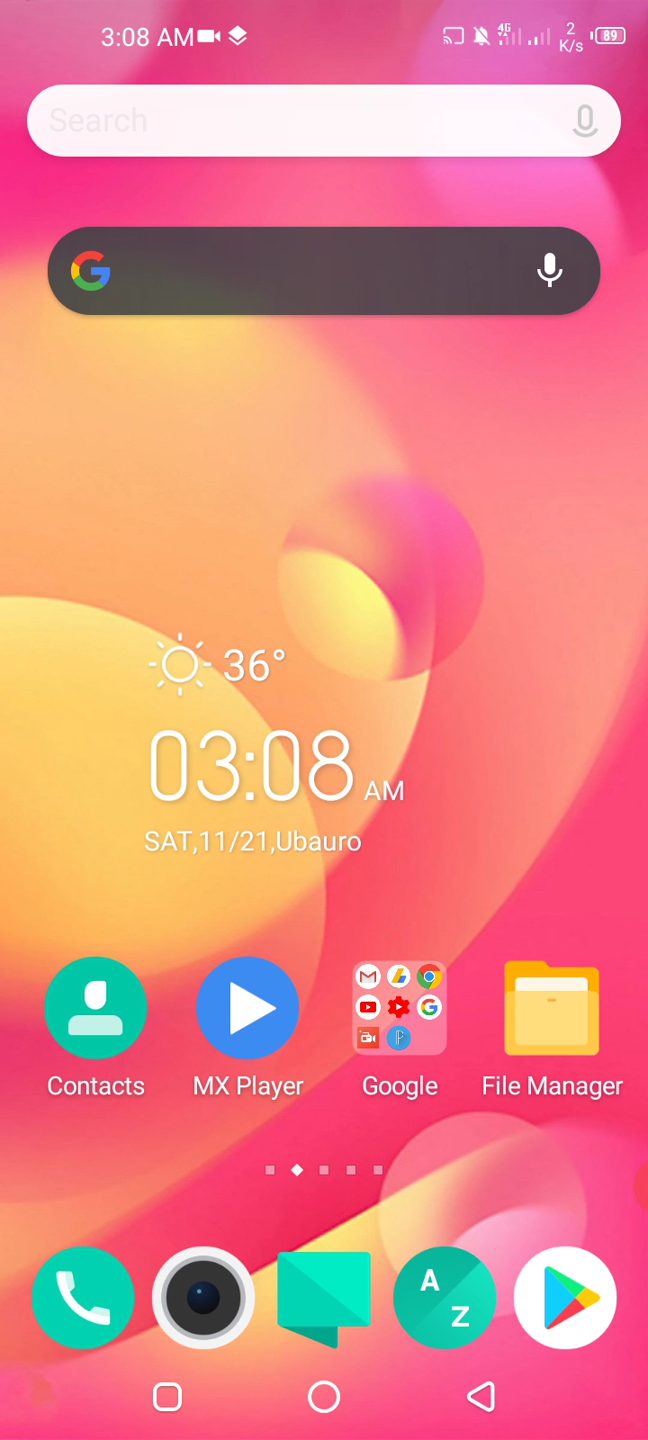 3:08 AM
4G
2
K/s
89
Search
36°
03:08 AM
SAT,11/21,Ubauro
Contacts
MX Player
Google
File Manager
A
Z